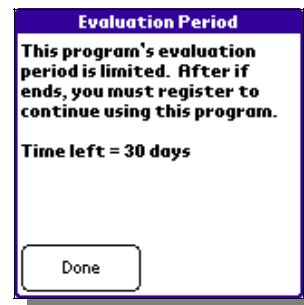 Evaluation Period
This program's evaluation
period is limited. After if
ends, you must register to
continue using this program.
Time left = 30 days
Done